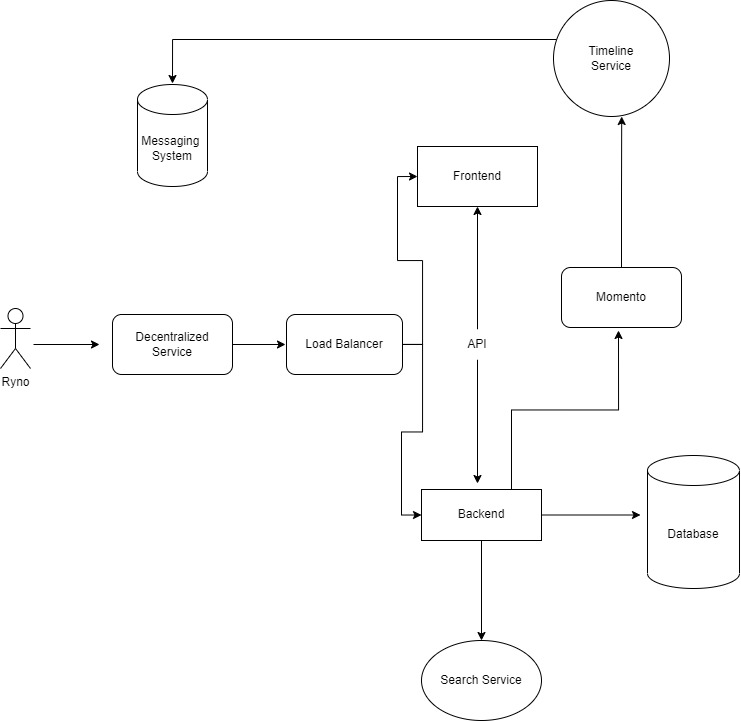 Timeline
Service
Messaging
System
Frontend
Momento
Decentralized
Service
Load Balancer
API
Ryno
Backend
Database
Search Service